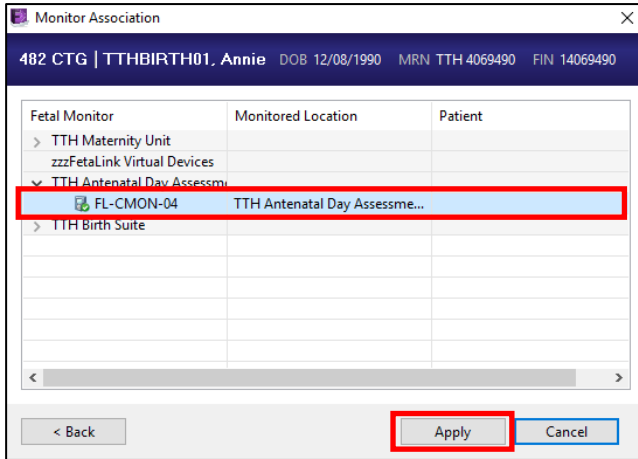 Monitor Association
482 CTG | TTHBIRTH01, Annie DOB 12/08/1990 MRN TTH 4069490 FIN 14069490
Fetal Monitor Monitored Location Patient
TTH Maternity Unit
zzzFetaLink Virtual Devices
TTH Antenatal Day Assessme
FL-CMON-04 TTH Antenatal Day Assessme...
TTH Birth Suite
< Back Apply Cancel